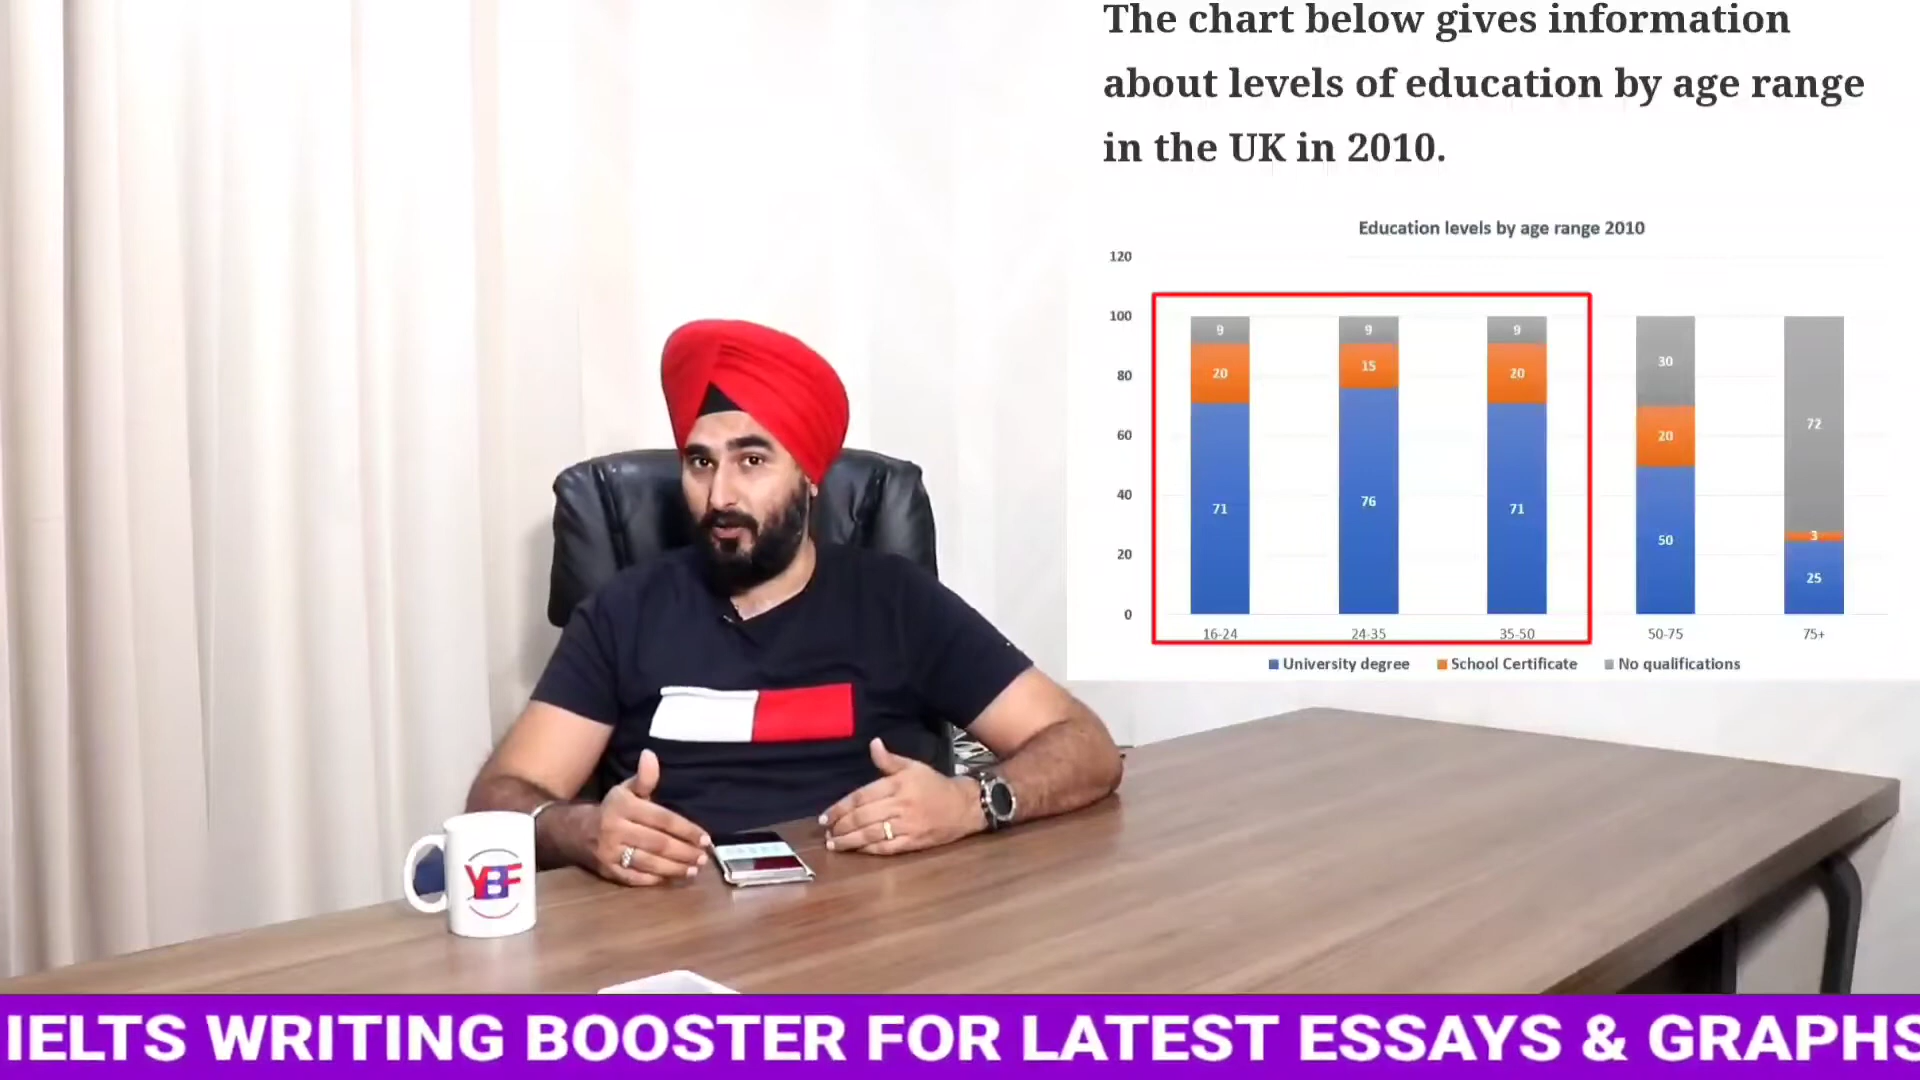 The chart below gives information
about levels of education by age range
in the UK in 2010.
Education levels by age range 2010
120
100
80
60
40
20
0
9 9 9 30 72
20 15 20 20 3
71 76 71 50 25
16-24 24-35 35-50 50-75 75+
University degree School Certificate No qualifications
YBF
IELTS WRITING BOOSTER FOR LATEST ESSAYS & GRAPHS